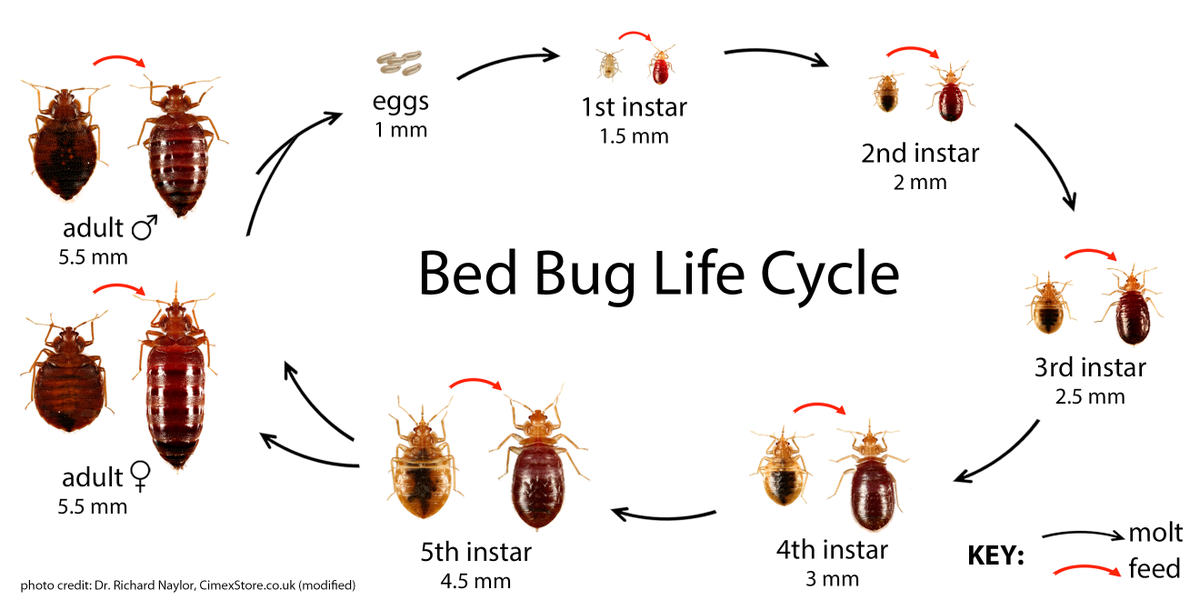 Bed Bug Life Cycle
eggs
1 mm
1st instar
1.5 mm
2nd instar
2 mm
3rd instar
2.5 mm
4th instar
3 mm
5th instar
4.5 mm
adult ♂
5.5 mm
adult ♀
5.5 mm
KEY:
molt
feed
photo credit: Dr. Richard Naylor, CimexStore.co.uk (modified)